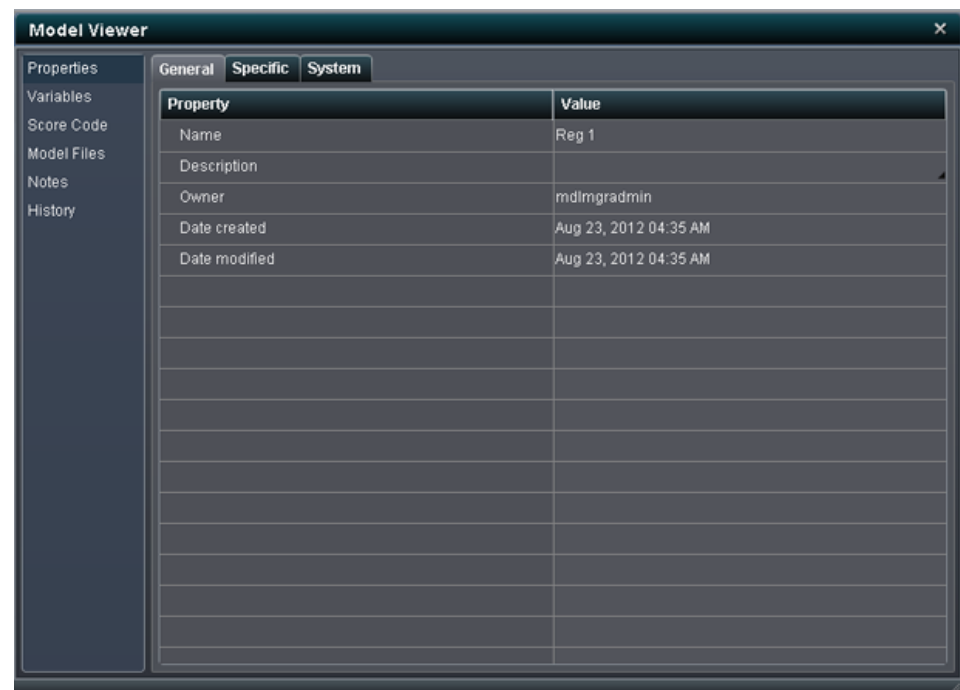 Model Viewer
Properties
Variables
Score Code
Model Files
Notes
History
General Specific System
Property Value
Name Reg 1
Description
Owner mdlmgradmin
Date created Aug 23, 2012 04:35 AM
Date modified Aug 23, 2012 04:35 AM